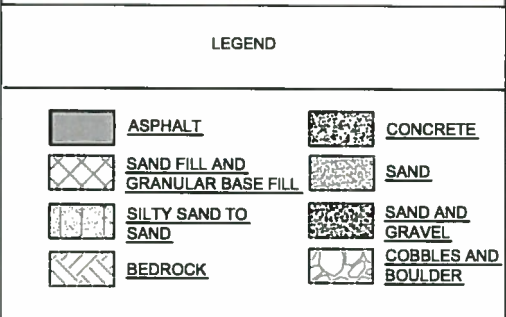 LEGEND
ASPHALT
SAND FILL AND
GRANULAR BASE FILL
SILTY SAND TO
SAND
BEDROCK
CONCRETE
SAND
SAND AND
GRAVEL
COBBLES AND
BOULDER